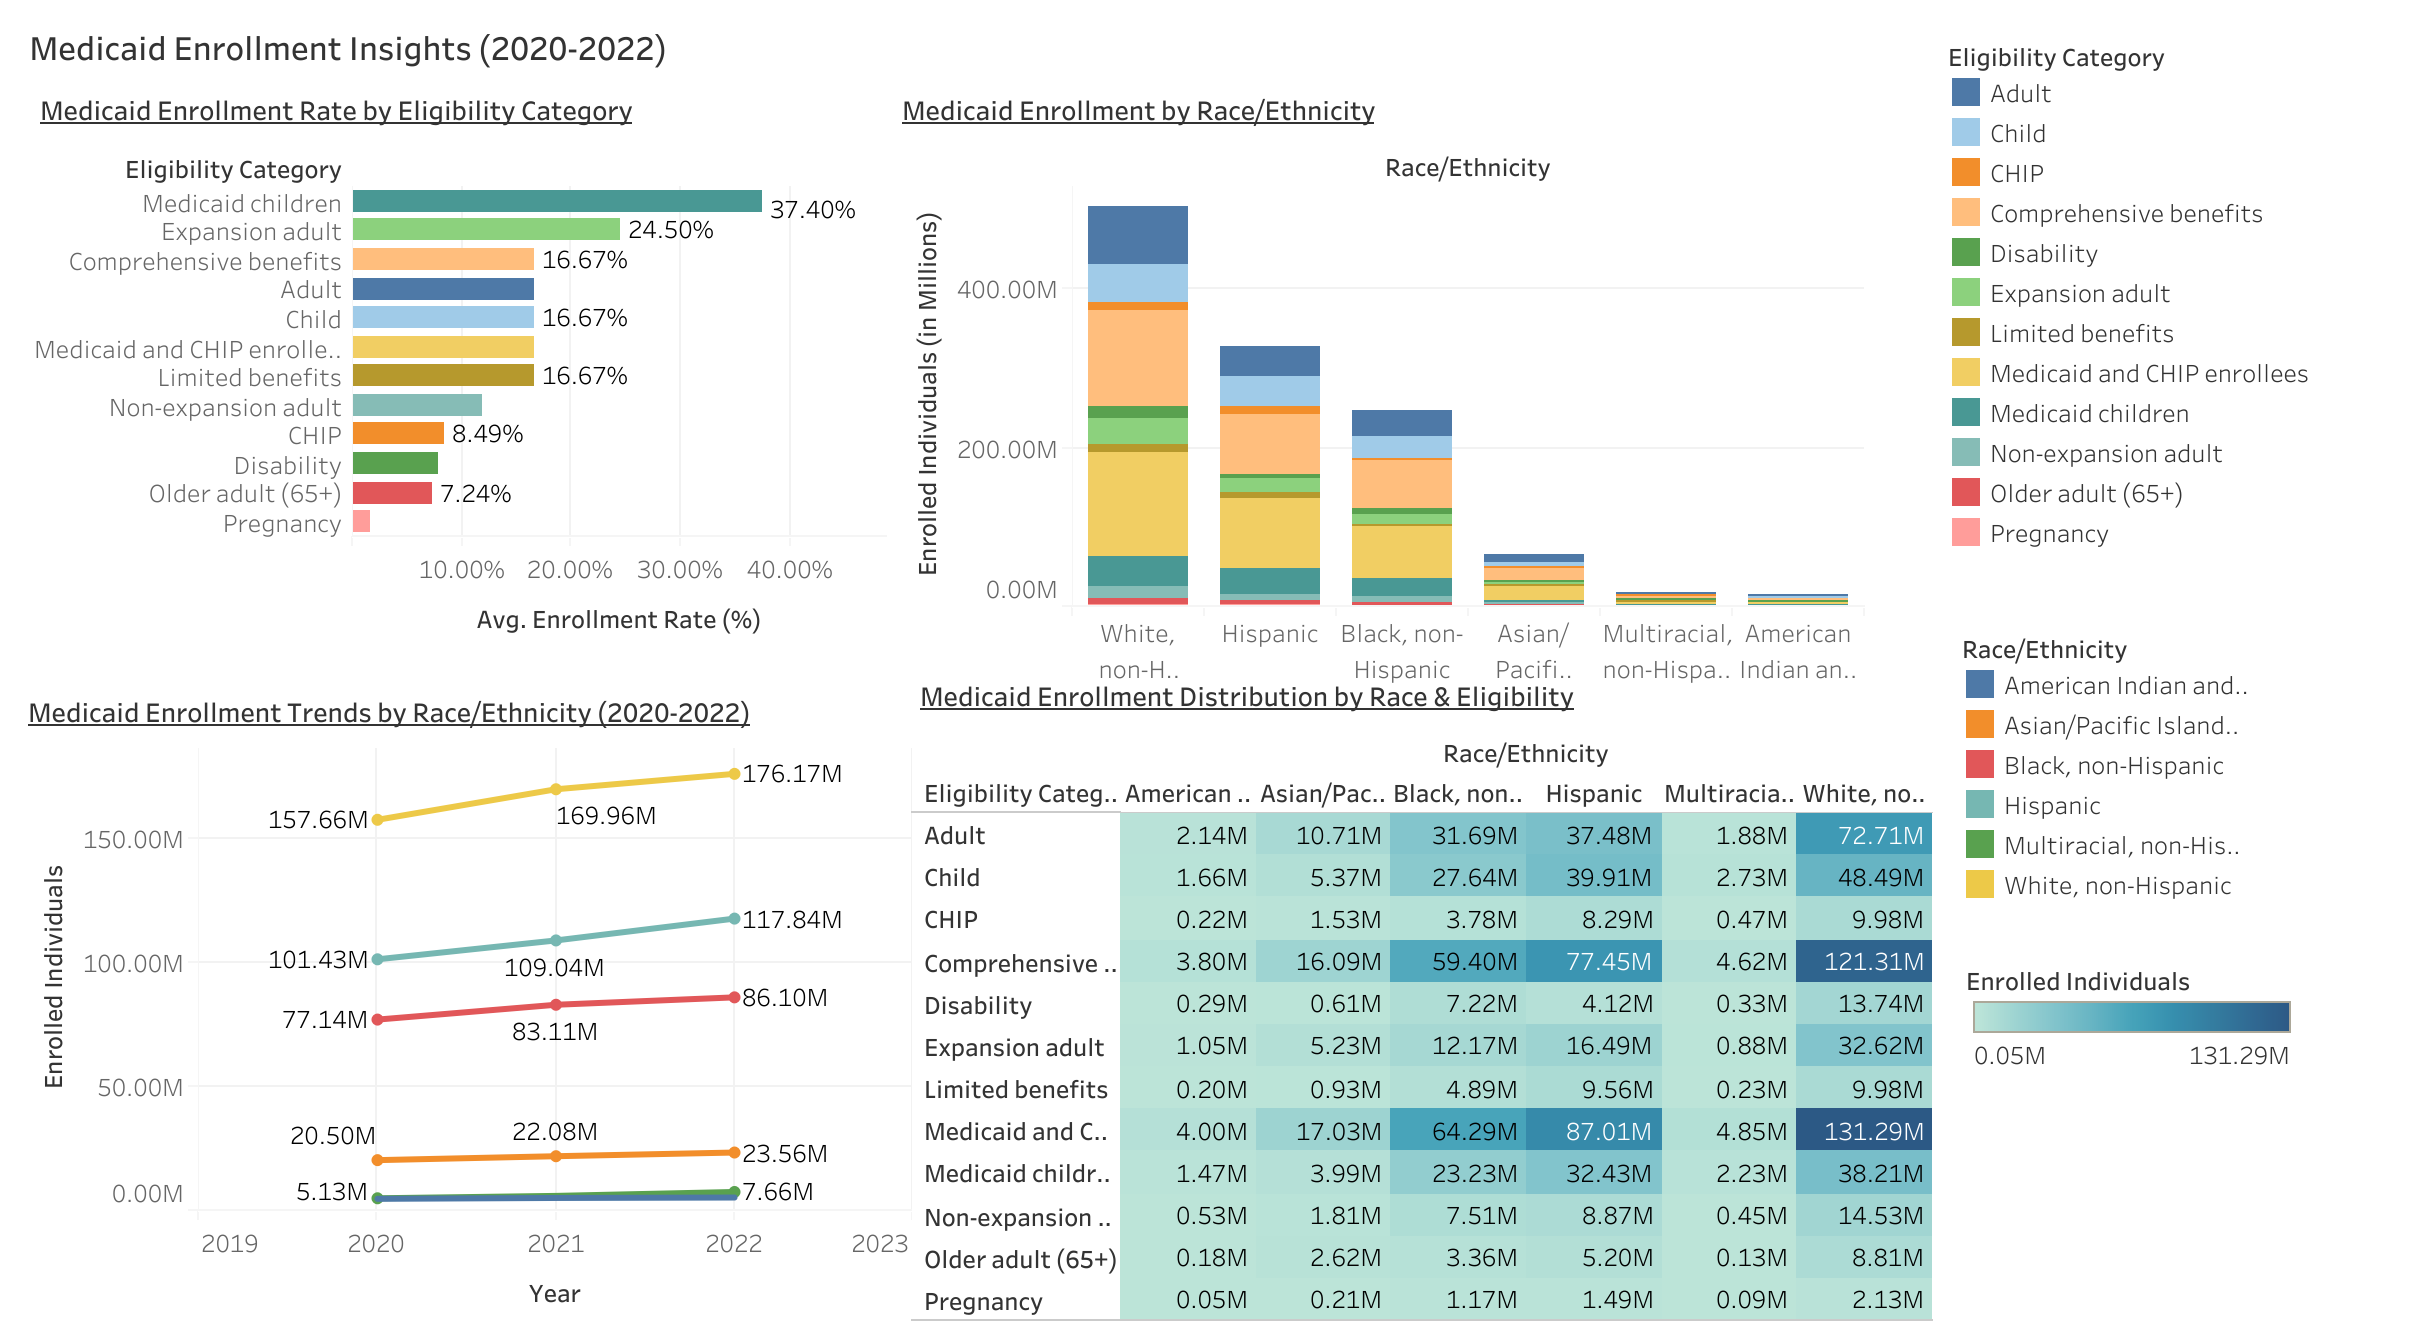 Medicaid Enrollment Insights (2020-2022)
Medicaid Enrollment Rate by Eligibility Category
Eligibility Category
Medicaid children 37.40%
Expansion adult 24.50%
Comprehensive benefits 16.67%
Adult
Child 16.67%
Medicaid and CHIP enrolle..
Limited benefits 16.67%
Non-expansion adult
CHIP 8.49%
Disability
Older adult (65+) 7.24%
Pregnancy
10.00% 20.00% 30.00% 40.00%
Avg. Enrollment Rate (%)
Medicaid Enrollment by Race/Ethnicity
Race/Ethnicity
Enrolled Individuals (in Millions)
400.00M
200.00M
0.00M
White, Hispanic Black, non- Asian/ Multiracial, American
non-H.. Hispanic Pacifi.. non-Hispa.. Indian an..
Eligibility Category
Adult
Child
CHIP
Comprehensive benefits
Disability
Expansion adult
Limited benefits
Medicaid and CHIP enrollees
Medicaid children
Non-expansion adult
Older adult (65+)
Pregnancy
Medicaid Enrollment Trends by Race/Ethnicity (2020-2022)
Enrolled Individuals
150.00M
100.00M
50.00M
0.00M
157.66M 169.96M 176.17M
101.43M 109.04M 117.84M
77.14M 83.11M 86.10M
20.50M 22.08M 23.56M
5.13M 7.66M
2019 2020 2021 2022 2023
Year
Medicaid Enrollment Distribution by Race & Eligibility
Race/Ethnicity
Eligibility Categ.. American .. Asian/Pac.. Black, non.. Hispanic Multiracia.. White, no..
Adult 2.14M 10.71M 31.69M 37.48M 1.88M 72.71M
Child 1.66M 5.37M 27.64M 39.91M 2.73M 48.49M
CHIP 0.22M 1.53M 3.78M 8.29M 0.47M 9.98M
Comprehensive .. 3.80M 16.09M 59.40M 77.45M 4.62M 121.31M
Disability 0.29M 0.61M 7.22M 4.12M 0.33M 13.74M
Expansion adult 1.05M 5.23M 12.17M 16.49M 0.88M 32.62M
Limited benefits 0.20M 0.93M 4.89M 9.56M 0.23M 9.98M
Medicaid and C.. 4.00M 17.03M 64.29M 87.01M 4.85M 131.29M
Medicaid childr.. 1.47M 3.99M 23.23M 32.43M 2.23M 38.21M
Non-expansion .. 0.53M 1.81M 7.51M 8.87M 0.45M 14.53M
Older adult (65+) 0.18M 2.62M 3.36M 5.20M 0.13M 8.81M
Pregnancy 0.05M 0.21M 1.17M 1.49M 0.09M 2.13M
Race/Ethnicity
American Indian and..
Asian/Pacific Island..
Black, non-Hispanic
Hispanic
Multiracial, non-His..
White, non-Hispanic
Enrolled Individuals
0.05M 131.29M